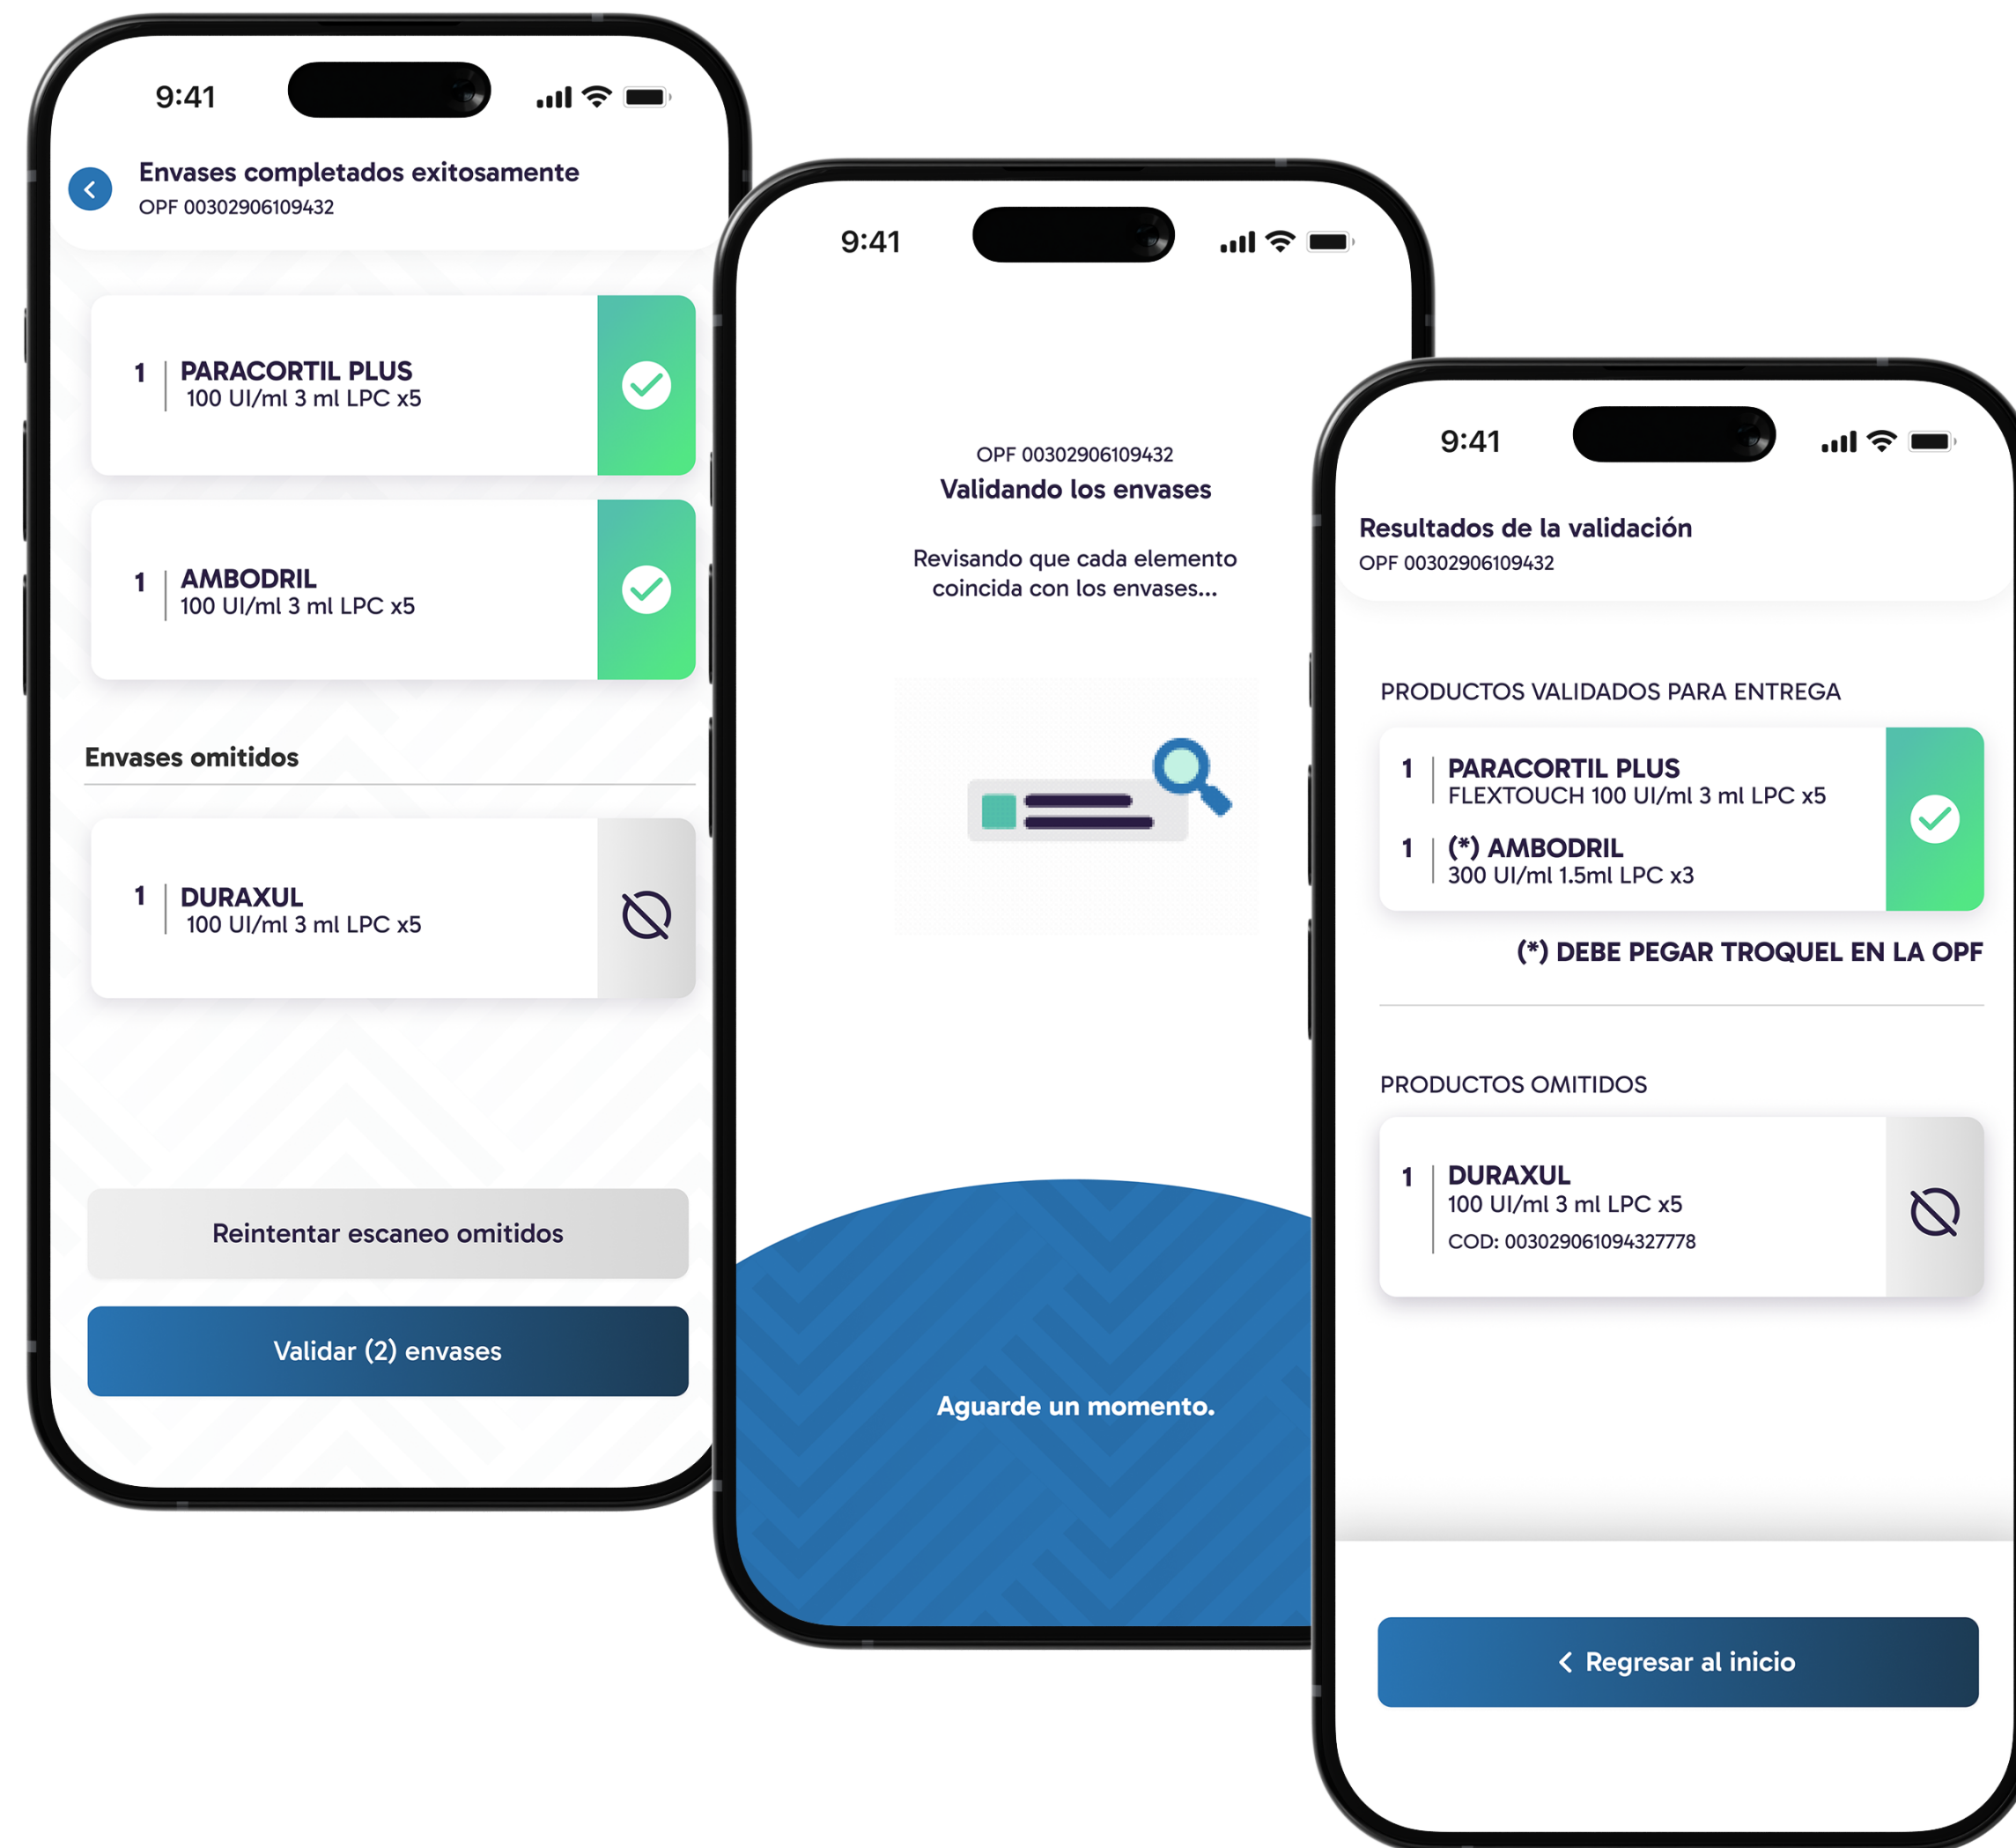 9:41
Envases completados exitosamente
OPF 00302906109432
1 PARACORTIL PLUS
100 UI/ml 3 ml LPC x5
1 AMBODRIL
100 UI/ml 3 ml LPC x5
Envases omitidos
1 DURAXUL
100 UI/ml 3 ml LPC x5
Reintentar escaneo omitidos
Validar (2) envases
9:41
OPF 00302906109432
Validando los envases
Revisando que cada elemento
coincida con los envases...
Aguarde un momento.
9:41
Resultados de la validación
OPF 00302906109432
PRODUCTOS VALIDADOS PARA ENTREGA
1 PARACORTIL PLUS
FLEXTOUCH 100 UI/ml 3 ml LPC x5
1 (*) AMBODRIL
300 UI/ml 1.5ml LPC x3
(*) DEBE PEGAR TROQUEL EN LA OPF
PRODUCTOS OMITIDOS
1 DURAXUL
100 UI/ml 3 ml LPC x5
COD: 003029061094327778
Regresar al inicio